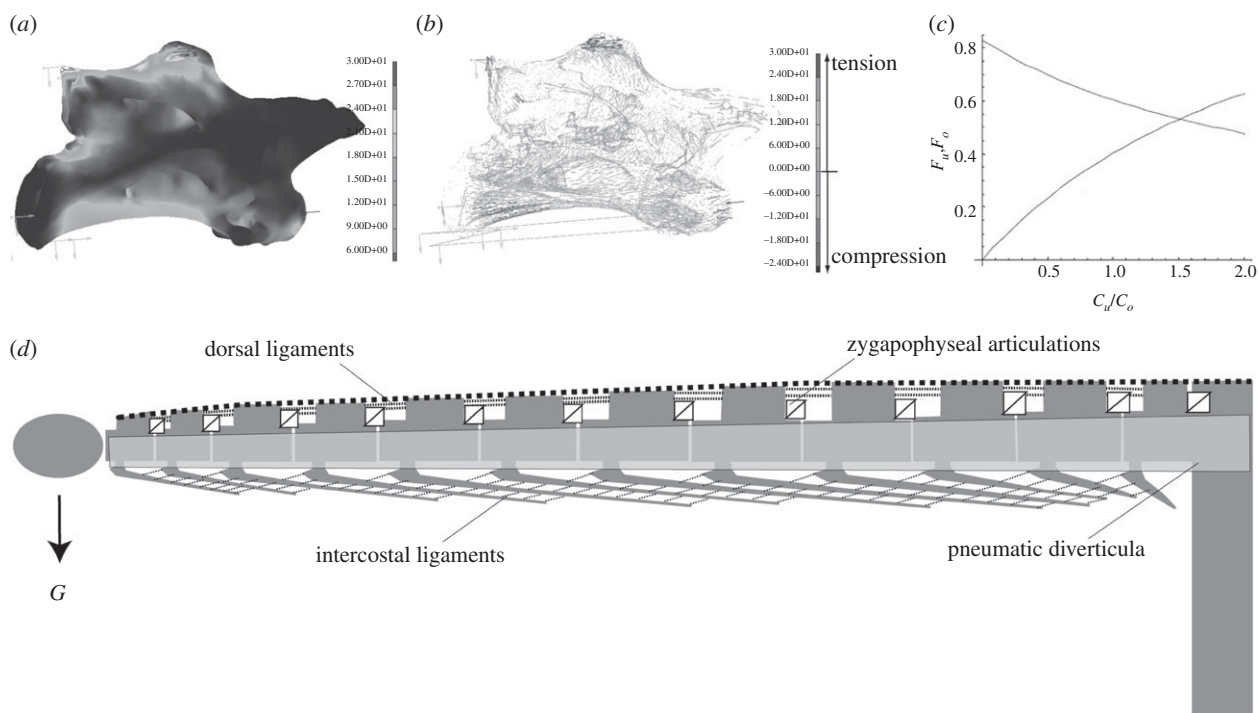 (a)
3.00D+01
2.70D+01
2.40D+01
2.10D+01
1.80D+01
1.50D+01
1.20D+01
9.00D+00
6.00D+00
(b)
3.00D+01
2.40D+01
1.80D+01
1.20D+01
6.00D+00
0.00D+00
–6.00D+00
–1.20D+01
–1.80D+01
–2.40D+01
tension
compression
(c)
0.8
0.6
0.4
0.2
F_u, F_o
0.5
1.0
1.5
2.0
C_u/C_o
(d)
dorsal ligaments
zygapophyseal articulations
intercostal ligaments
pneumatic diverticula
G